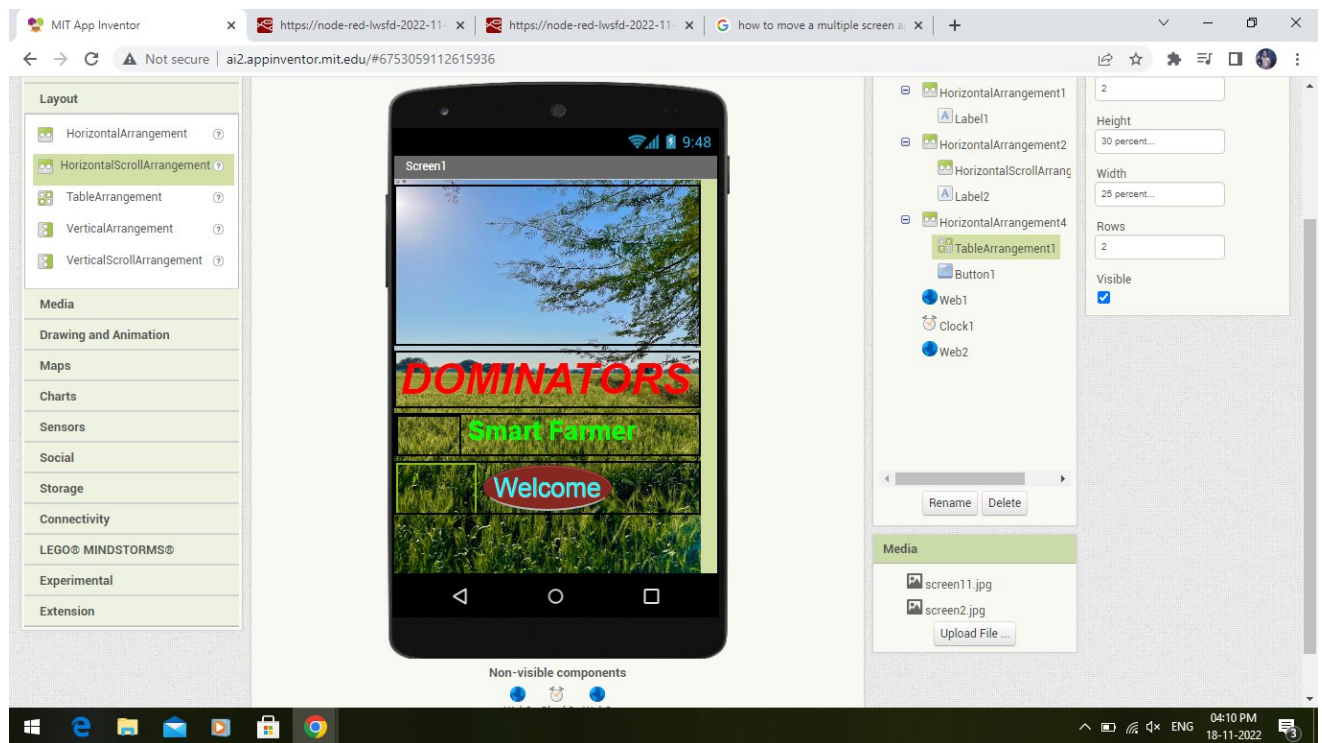 MIT App Inventor
https://node-red-lwsfd-2022-11-
https://node-red-lwsfd-2022-11-
how to move a multiple screen a
Not secure
ai2.appinventor.mit.edu/#6753059112615936
Layout
HorizontalArrangement
HorizontalScrollArrangement
TableArrangement
VerticalArrangement
VerticalScrollArrangement
Media
Drawing and Animation
Maps
Charts
Sensors
Social
Storage
Connectivity
LEGO® MINDSTORMS®
Experimental
Extension
9:48
Screen1
DOMINATORS
Smart Farmer
Welcome
Non-visible components
HorizontalArrangement1
Label1
HorizontalArrangement2
HorizontalScrollArrang
Label2
HorizontalArrangement4
TableArrangement1
Button1
Web1
Clock1
Web2
Rename Delete
Media
screen11.jpg
screen2.jpg
Upload File ...
2
Height
30 percent...
Width
25 percent...
Rows
2
Visible
ENG
04:10 PM
18-11-2022
3